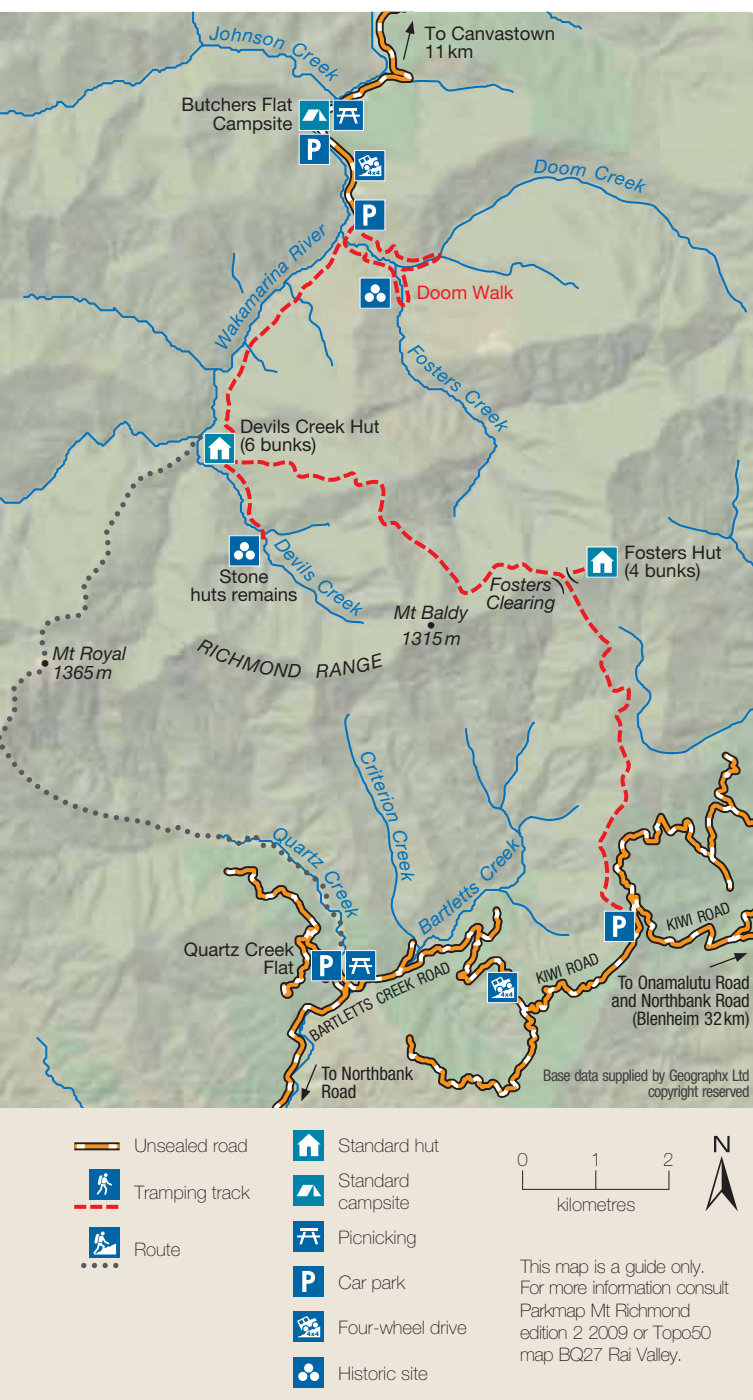 To Canvastown
11 km
Johnson Creek
Butchers Flat
Campsite
P
4x4
P
Doom Creek
Wakamarina River
Doom Walk
Fosters Creek
Devils Creek Hut
(6 bunks)
Fosters Hut
(4 bunks)
Stone
huts remains
Devils Creek
Fosters
Clearing
Mt Baldy
1315 m
Mt Royal
1365 m
RICHMOND RANGE
Criterion Creek
Quartz Creek
Bartletts Creek
Quartz Creek
Flat
P
P
KIWI ROAD
KIWI ROAD
BARTLETTS CREEK ROAD
4x4
To Onamalutu Road
and Northbank Road
(Blenheim 32 km)
To Northbank
Road
Base data supplied by Geographx Ltd
copyright reserved
Unsealed road
Tramping track
Route
Standard hut
Standard
campsite
Picnicking
P
Car park
4x4
Four-wheel drive
Historic site
0 1 2
kilometres
N
This map is a guide only.
For more information consult
Parkmap Mt Richmond
edition 2 2009 or Topo50
map BQ27 Rai Valley.